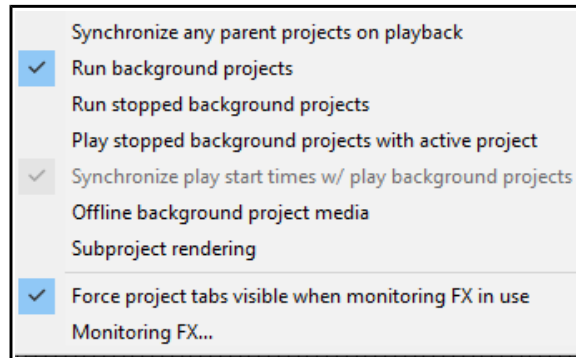 Synchronize any parent projects on playback
Run background projects
Run stopped background projects
Play stopped background projects with active project
Synchronize play start times w/ play background projects
Offline background project media
Subproject rendering
Force project tabs visible when monitoring FX in use
Monitoring FX...